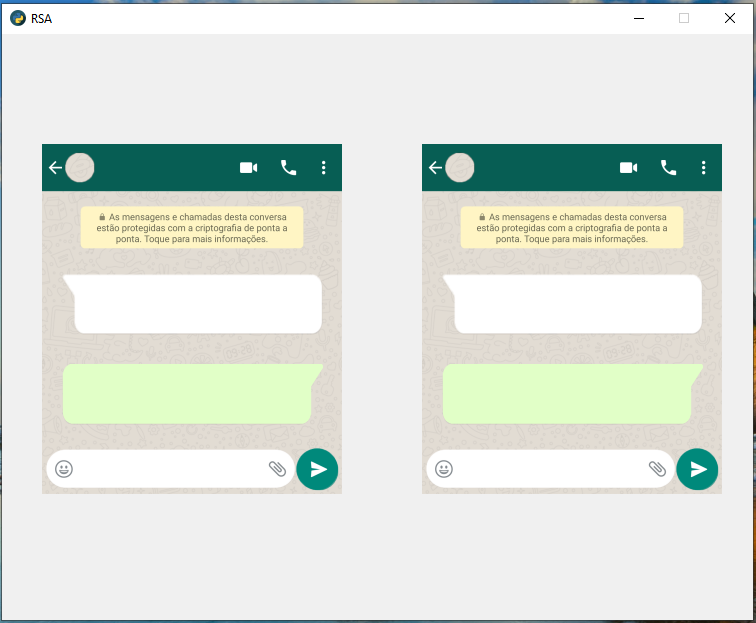 RSA
As mensagens e chamadas desta conversa
estão protegidas com a criptografia de ponta a
ponta. Toque para mais informações.
As mensagens e chamadas desta conversa
estão protegidas com a criptografia de ponta a
ponta. Toque para mais informações.